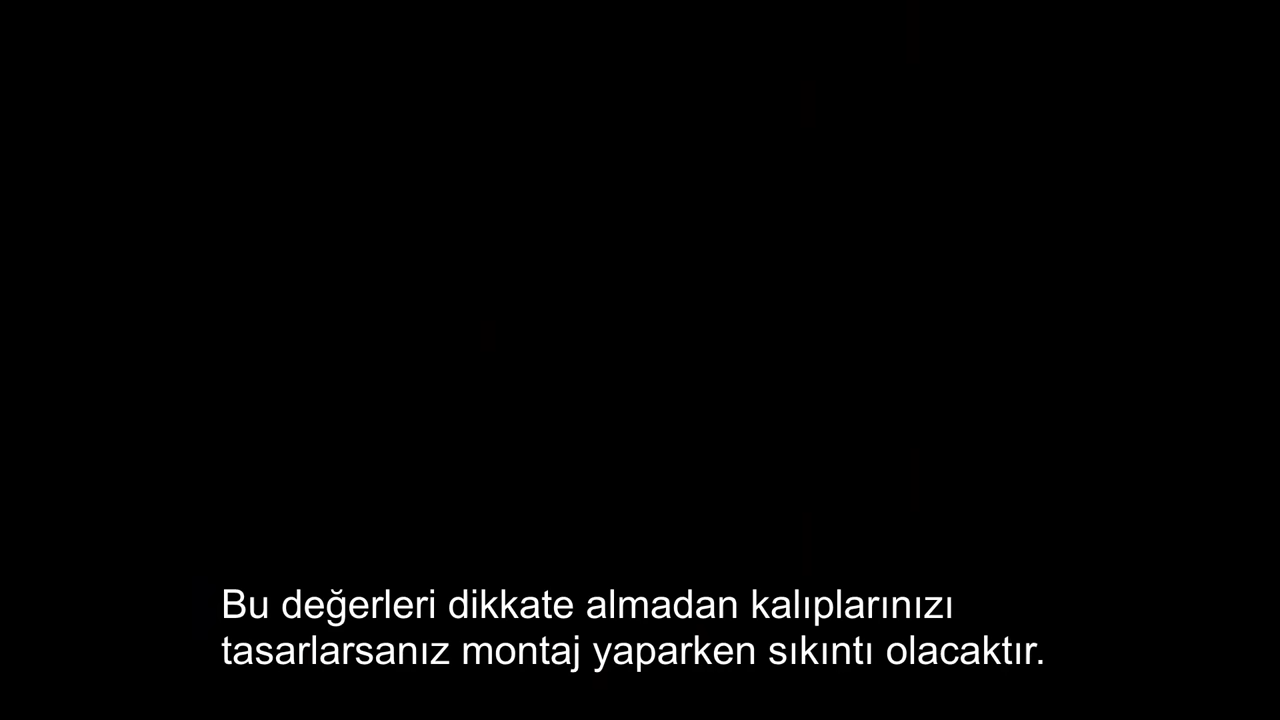 Bu değerleri dikkate almadan kalıplarınızı
tasarlarsanız montaj yaparken sıkıntı olacaktır.